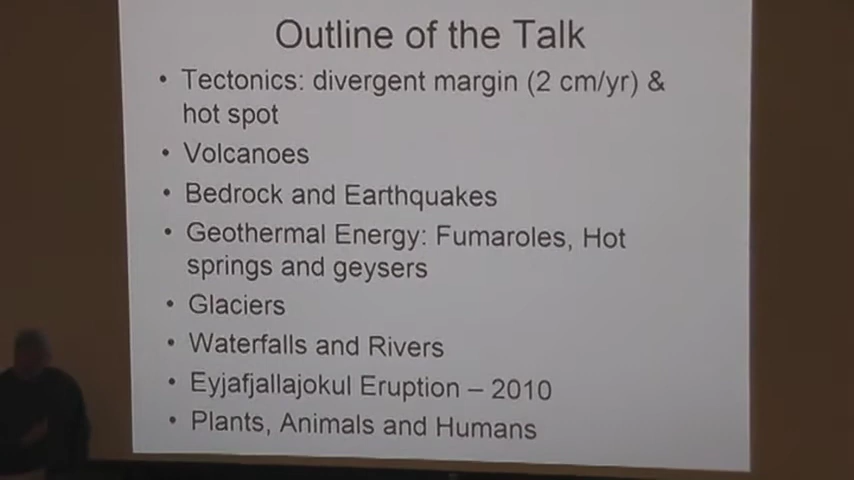 Outline of the Talk
• Tectonics: divergent margin (2 cm/yr) &
hot spot
• Volcanoes
• Bedrock and Earthquakes
• Geothermal Energy: Fumaroles, Hot
springs and geysers
• Glaciers
• Waterfalls and Rivers
• Eyjafjallajokul Eruption – 2010
• Plants, Animals and Humans